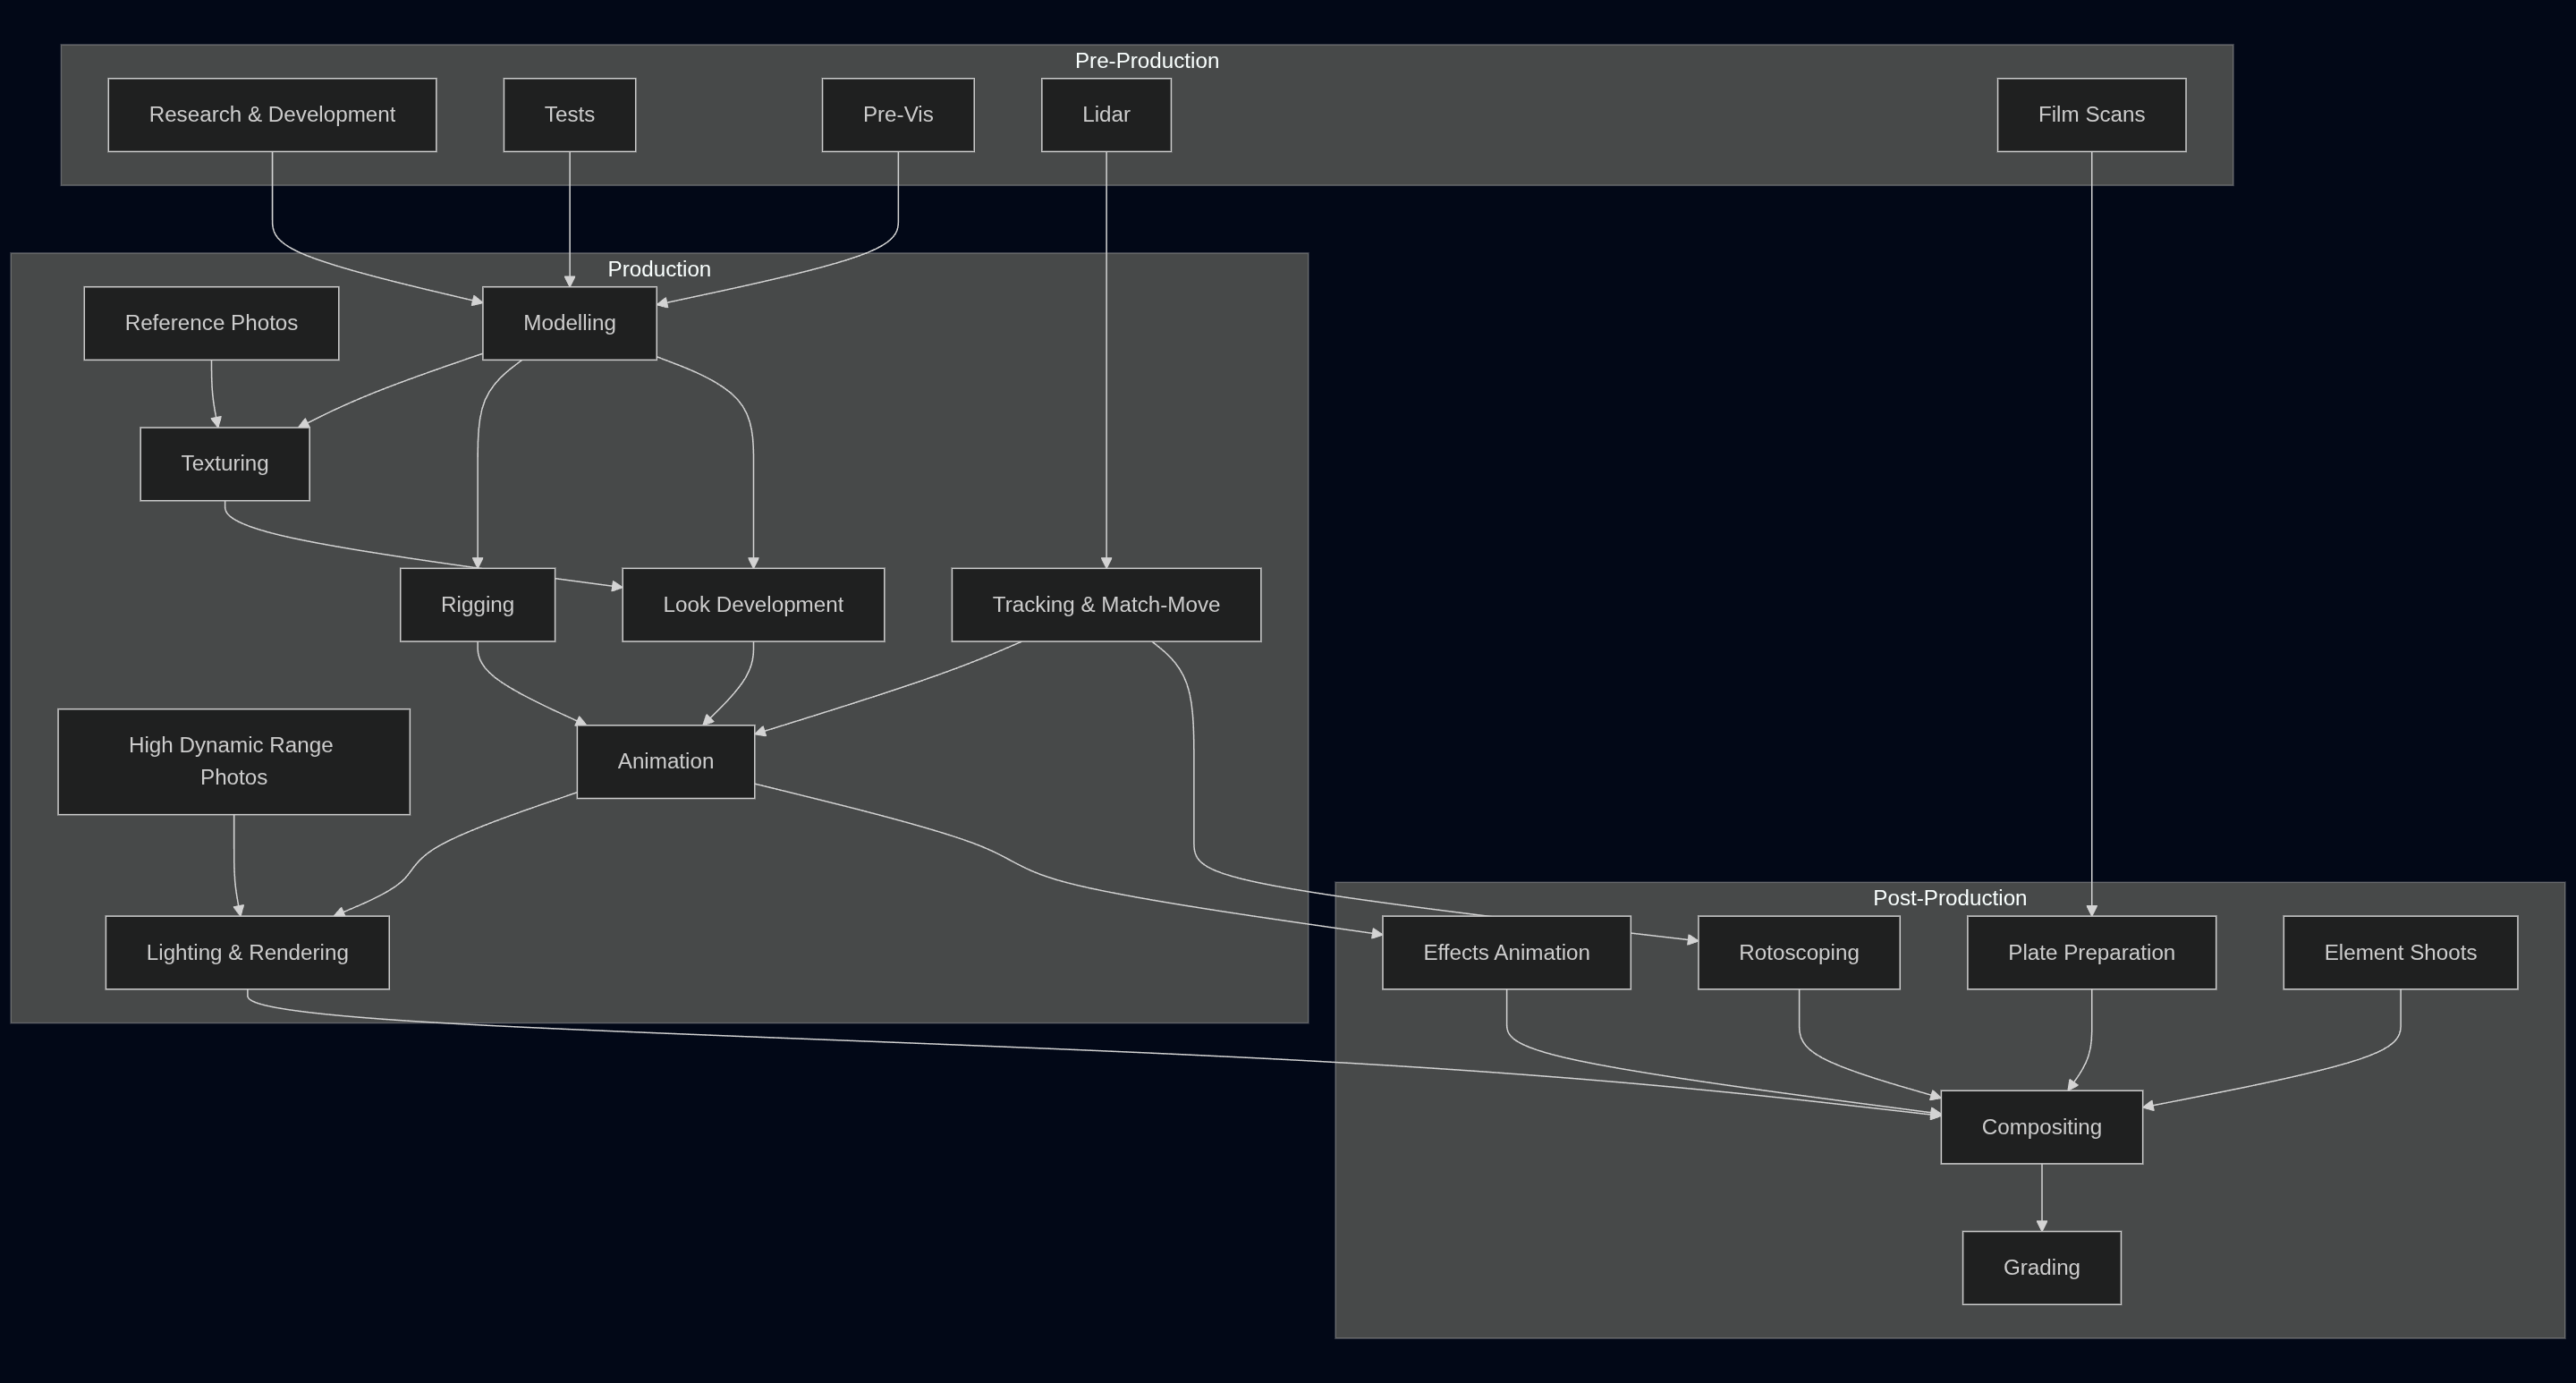 Pre-Production
Research & Development
Tests
Pre-Vis
Lidar
Film Scans
Production
Reference Photos
Modelling
Texturing
Rigging
Look Development
Tracking & Match-Move
High Dynamic Range
Photos
Animation
Lighting & Rendering
Post-Production
Effects Animation
Rotoscoping
Plate Preparation
Element Shoots
Compositing
Grading